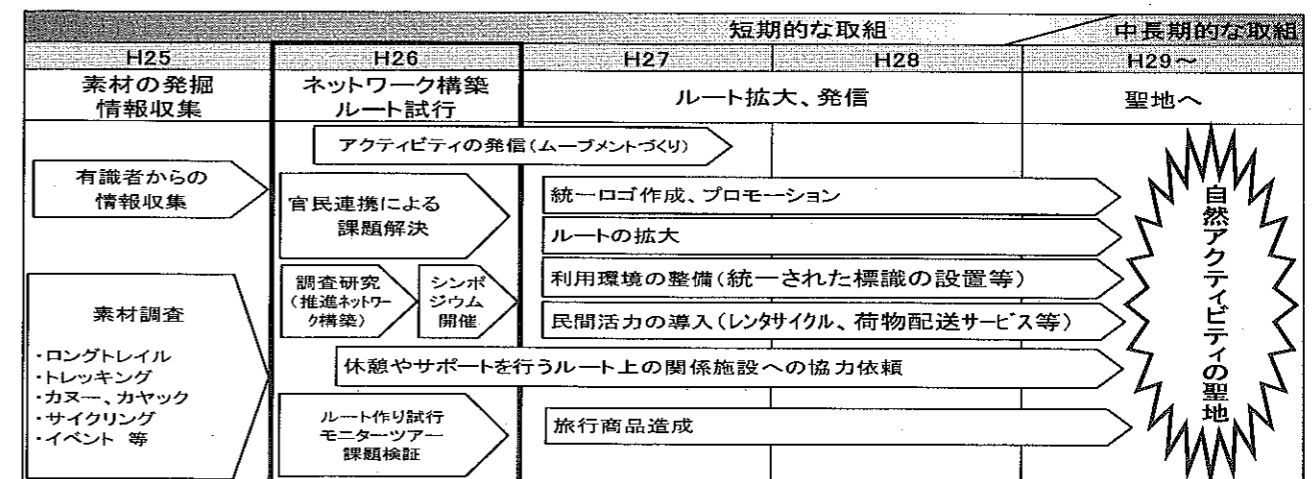 短期的な取組
中長期的な取組
H25
H26
H27
H28
H29～
素材の発掘
情報収集
ネットワーク構築
ルート試行
ルート拡大、発信
聖地へ
アクティビティの発信(ムーブメントづくり)
有識者からの
情報収集
官民連携による
課題解決
統一ロゴ作成、プロモーション
ルートの拡大
素材調査
・ロングトレイル
・トレッキング
・カヌー、カヤック
・サイクリング
・イベント 等
調査研究
(推進ネットワー
ク構築)
シンポ
ジウム
開催
利用環境の整備(統一された標識の設置等)
民間活力の導入(レンタサイクル、荷物配送サービス等)
休憩やサポートを行うルート上の関係施設への協力依頼
ルート作り試行
モニターツアー
課題検証
旅行商品造成
自然アクティビティの聖地